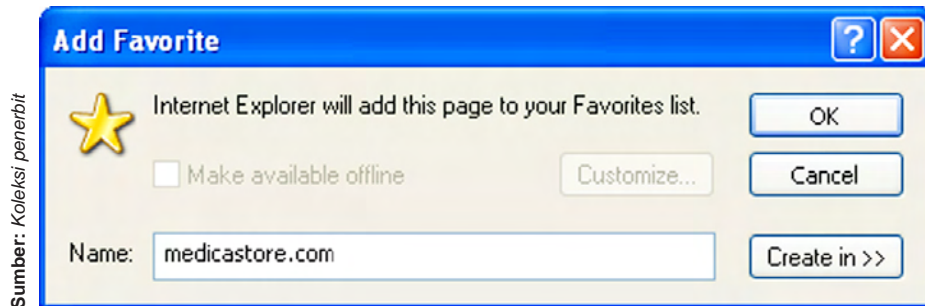 Add Favorite
Internet Explorer will add this page to your Favorites list.
OK
Make available offline
Customize...
Cancel
Name:
medicastore.com
Create in >>
Sumber: Koleksi penerbit